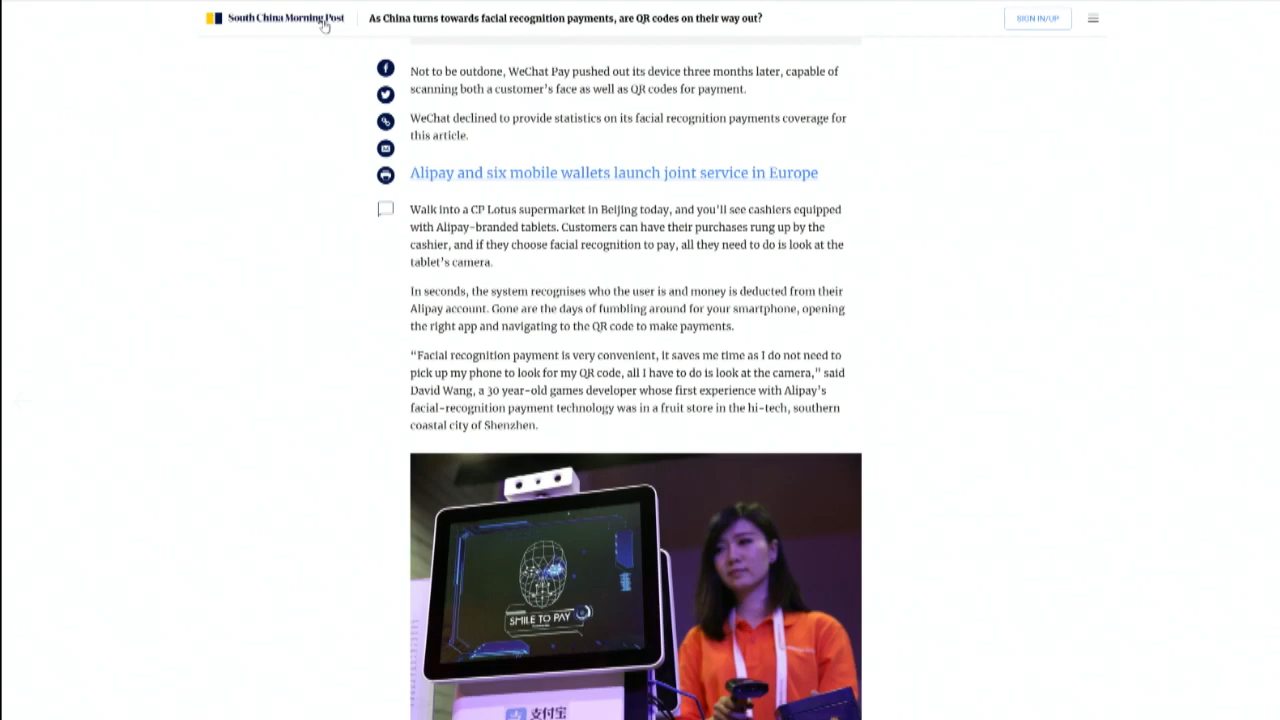 South China Morning Post
As China turns towards facial recognition payments, are QR codes on their way out?
SIGN IN/UP
Not to be outdone, WeChat Pay pushed out its device three months later, capable of
scanning both a customer's face as well as QR codes for payment.
WeChat declined to provide statistics on its facial recognition payments coverage for
this article.
Alipay and six mobile wallets launch joint service in Europe
Walk into a CP Lotus supermarket in Beijing today, and you'll see cashiers equipped
with Alipay-branded tablets. Customers can have their purchases rung up by the
cashier, and if they choose facial recognition to pay, all they need to do is look at the
tablet's camera.
In seconds, the system recognises who the user is and money is deducted from their
Alipay account. Gone are the days of fumbling around for your smartphone, opening
the right app and navigating to the QR code to make payments.
“Facial recognition payment is very convenient, it saves me time as I do not need to
pick up my phone to look for my QR code, all I have to do is look at the camera,” said
David Wang, a 30 year-old games developer whose first experience with Alipay's
facial-recognition payment technology was in a fruit store in the hi-tech, southern
coastal city of Shenzhen.
SMILE TO PAY
支 支付宝